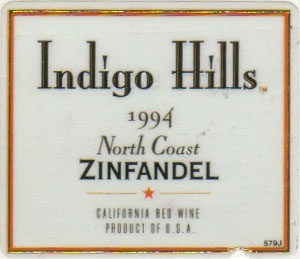 Indigo Hills
1994
North Coast
ZINFANDEL
CALIFORNIA RED WINE
PRODUCT OF U.S.A.
579J